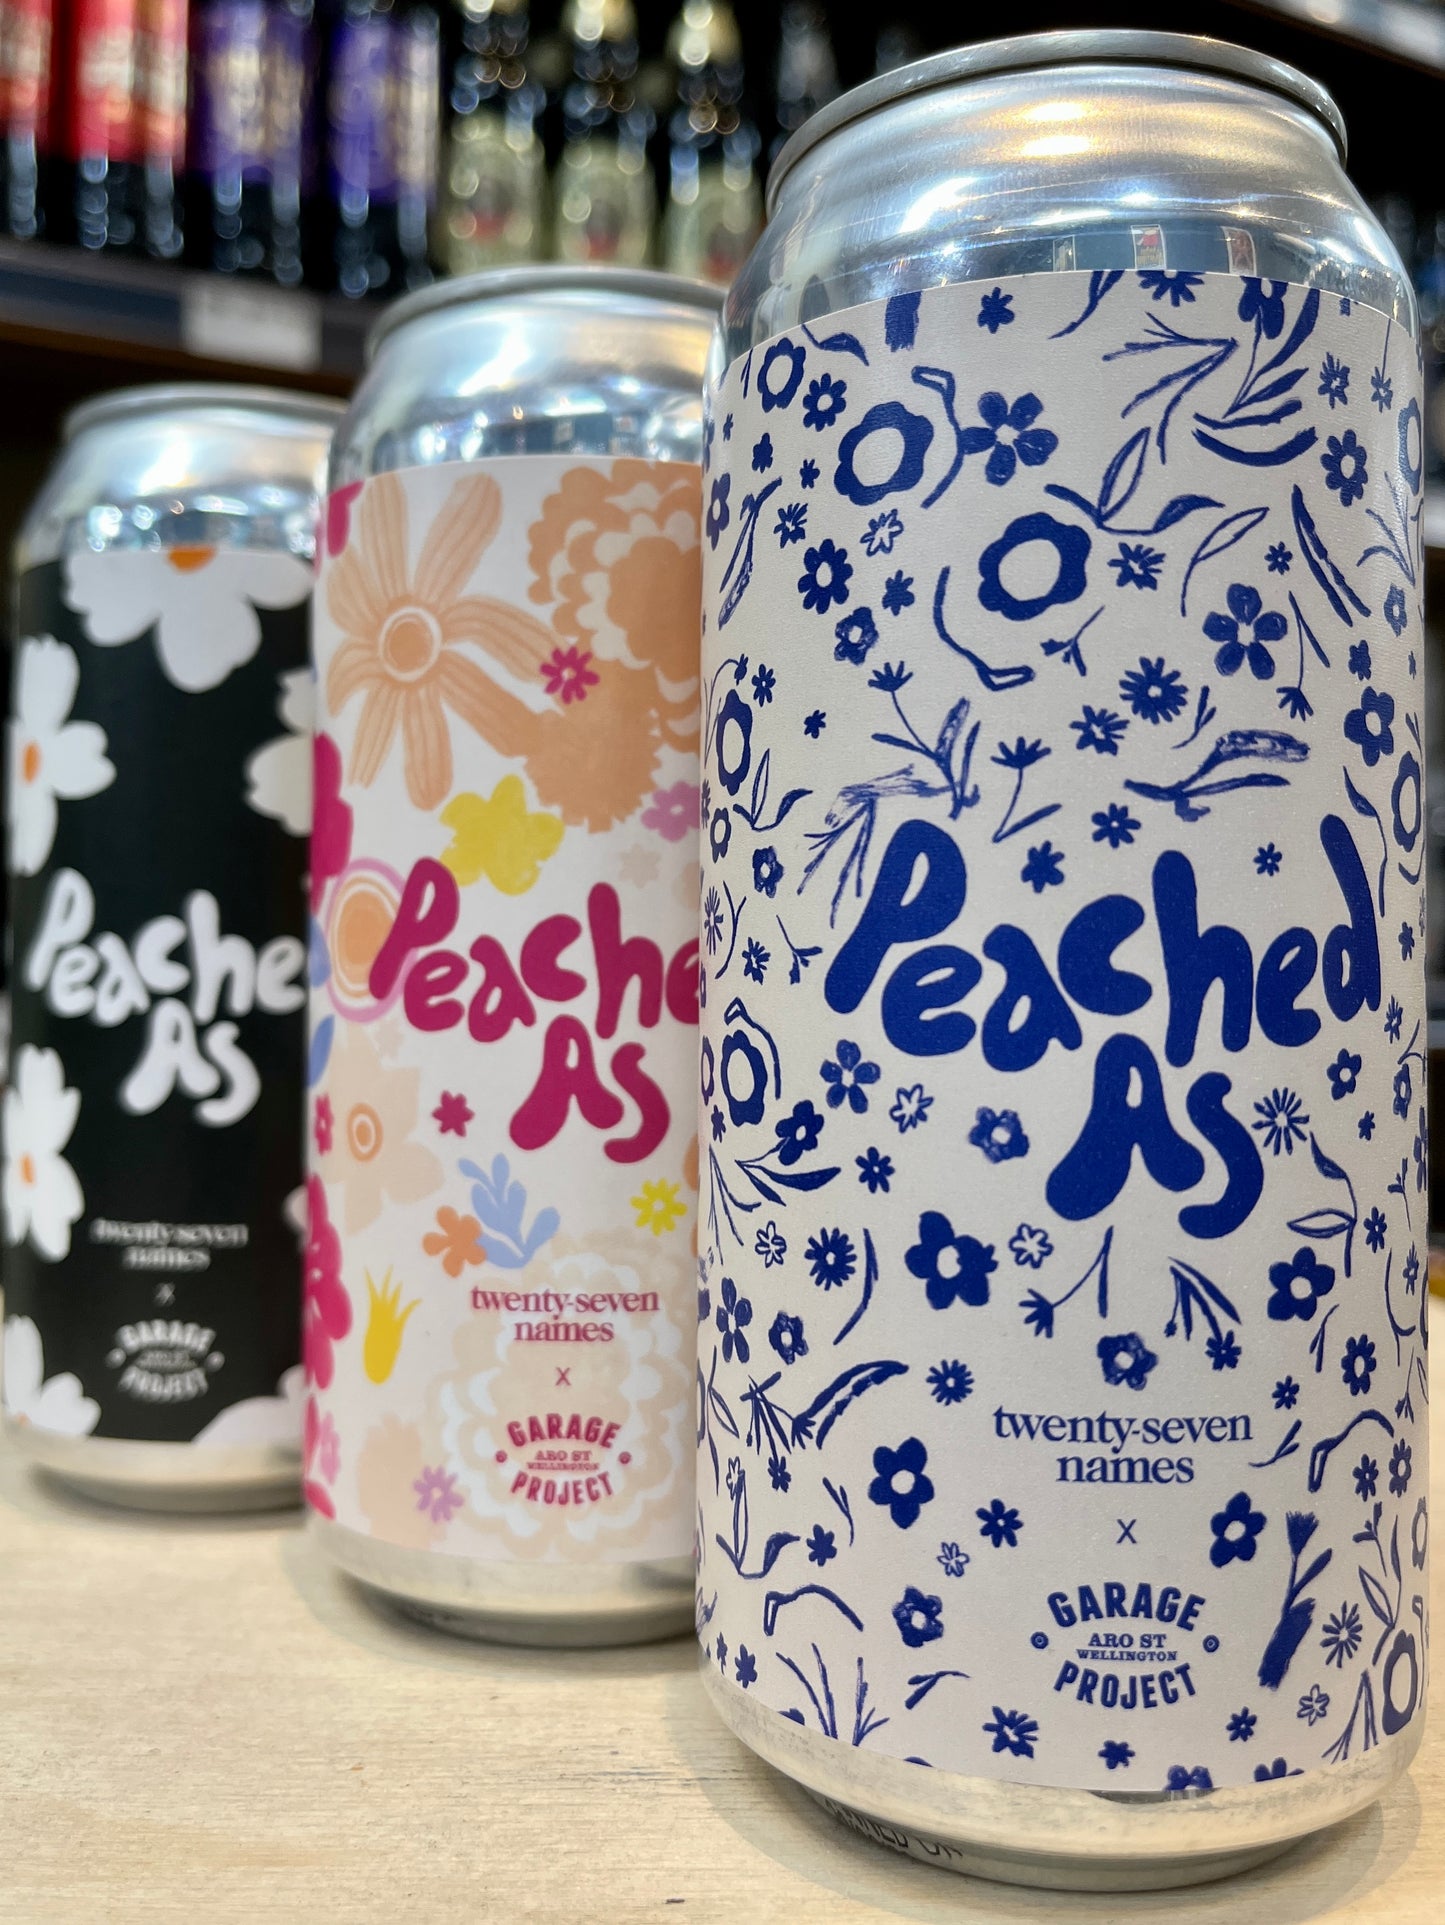 Peache
As
twenty-seven
names
x
GARAGE
PROJECT
Peache
As
twenty-seven
names
x
GARAGE
ARO ST
WELLINGTON
PROJECT
Peached
As
twenty-seven
names
x
GARAGE
ARO ST
WELLINGTON
PROJECT